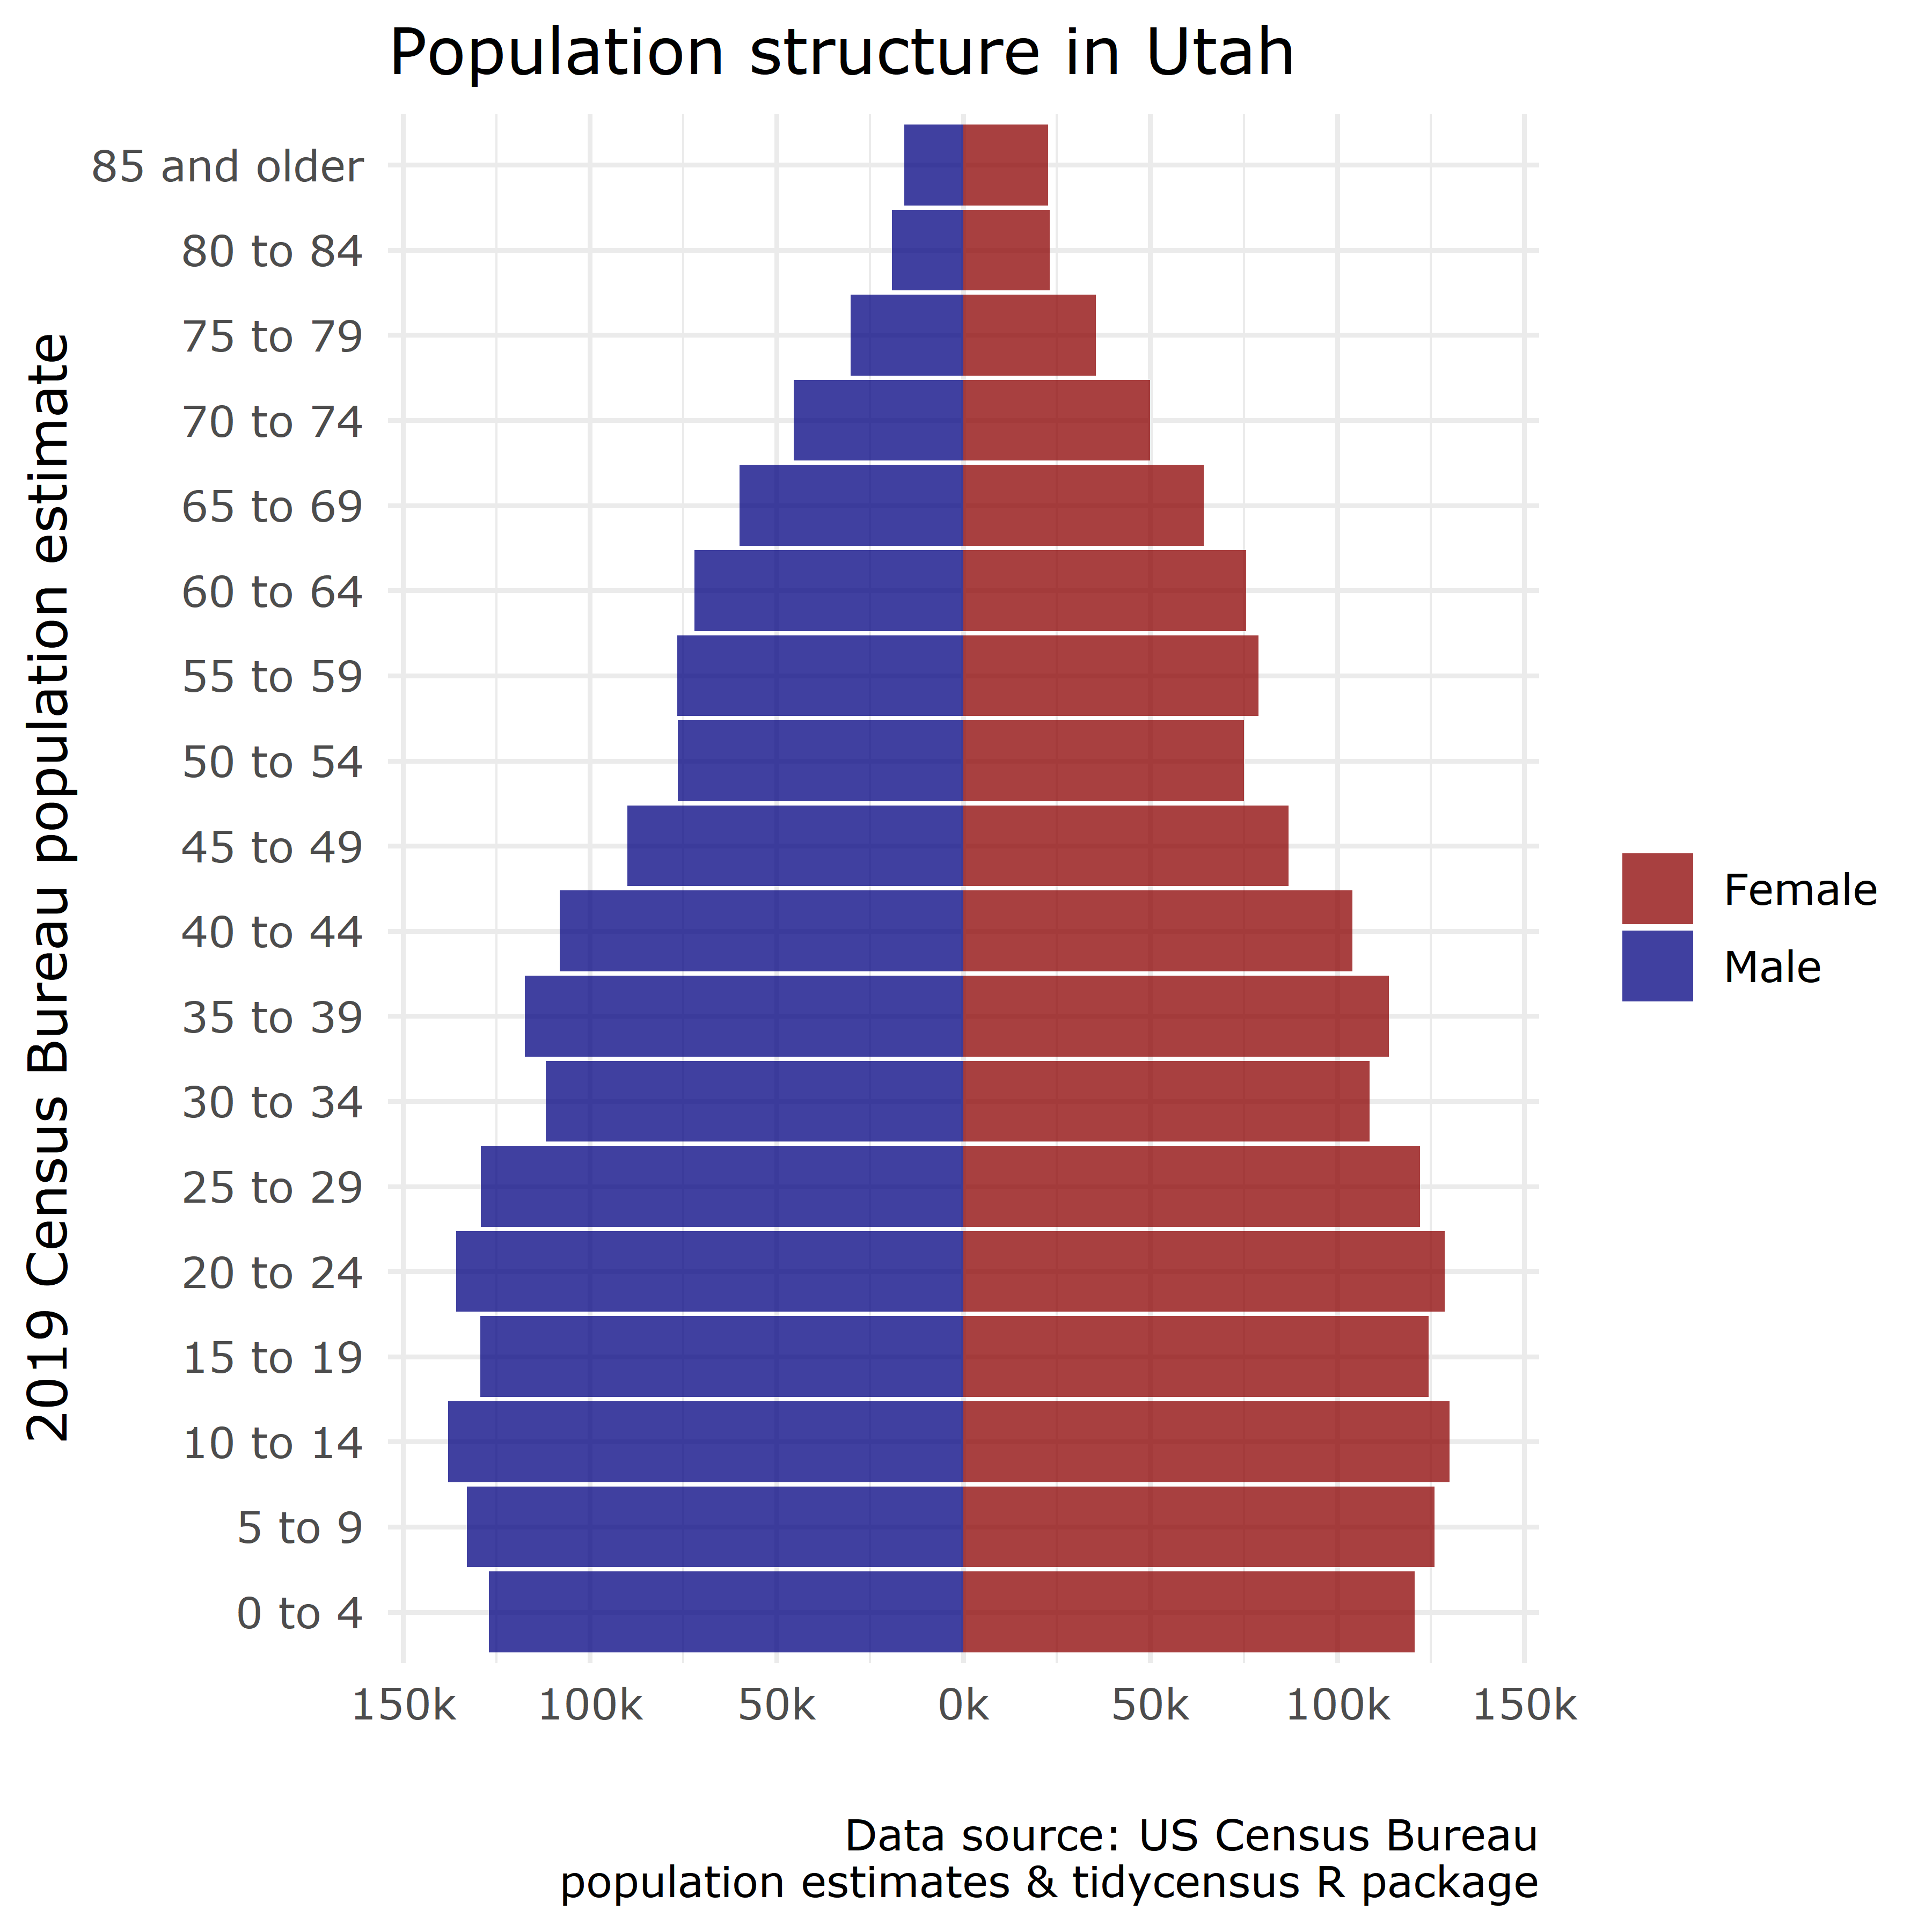 Population structure in Utah
2019 Census Bureau population estimate
85 and older
80 to 84
75 to 79
70 to 74
65 to 69
60 to 64
55 to 59
50 to 54
45 to 49
40 to 44
35 to 39
30 to 34
25 to 29
20 to 24
15 to 19
10 to 14
5 to 9
0 to 4
150k 100k 50k 0k 50k 100k 150k
Female
Male
Data source: US Census Bureau
population estimates & tidycensus R package